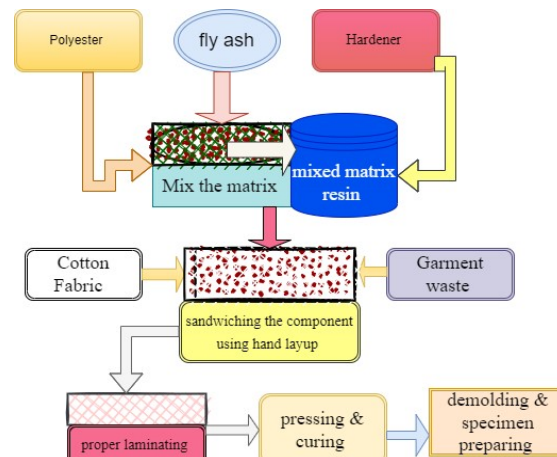 Polyester
fly ash
Hardener
Mix the matrix
mixed matrix
resin
Cotton
Fabric
Garment
waste
sandwiching the component
using hand layup
proper laminating
pressing &
curing
demolding &
specimen
preparing